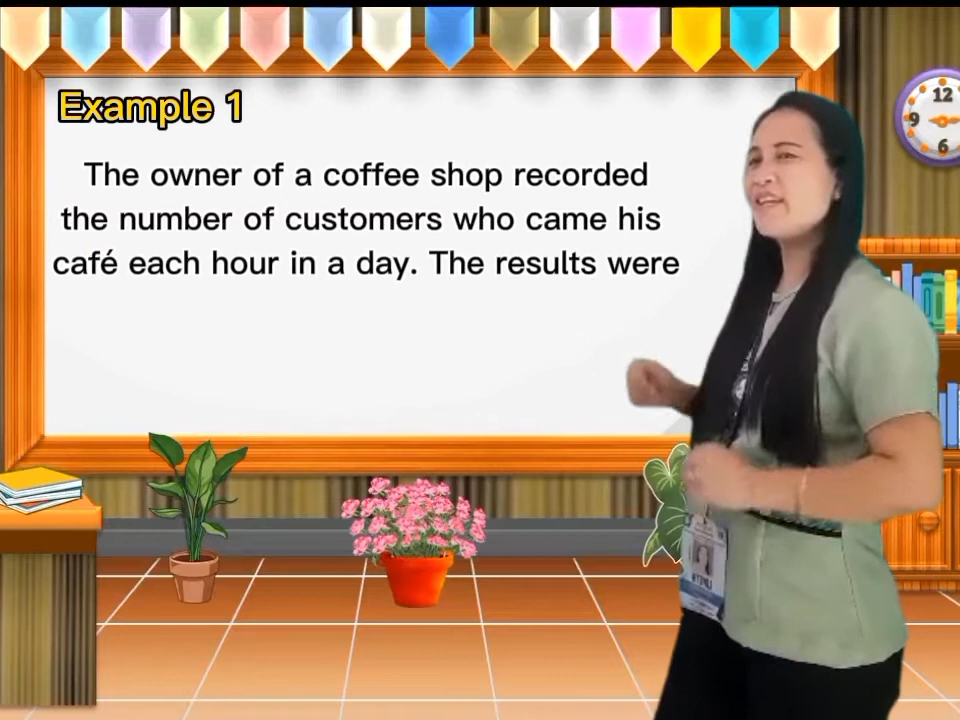 Example 1
The owner of a coffee shop recorded
the number of customers who came his
café each hour in a day. The results were
12
9
6